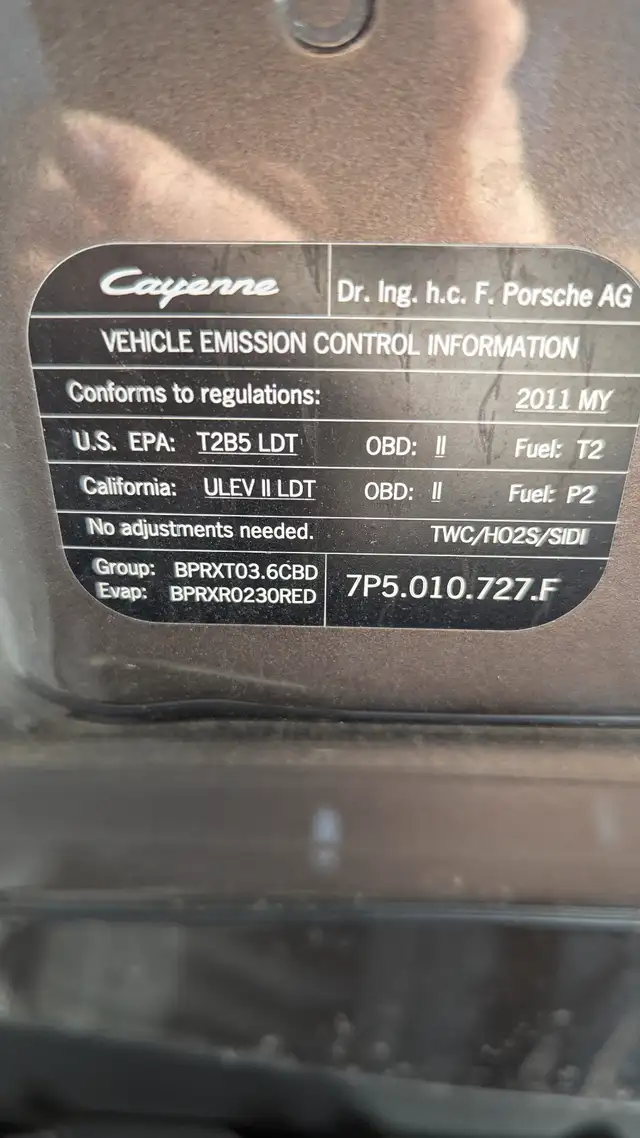 Cayenne Dr. Ing. h.c. F. Porsche AG
VEHICLE EMISSION CONTROL INFORMATION
Conforms to regulations: 2011 MY
U.S. EPA: T2B5 LDT OBD: II Fuel: T2
California: ULEV II LDT OBD: II Fuel: P2
No adjustments needed. TWC/HO2S/SIDI
Group: BPRXT03.6CBD
Evap: BPRXR0230RED
7P5.010.727.F